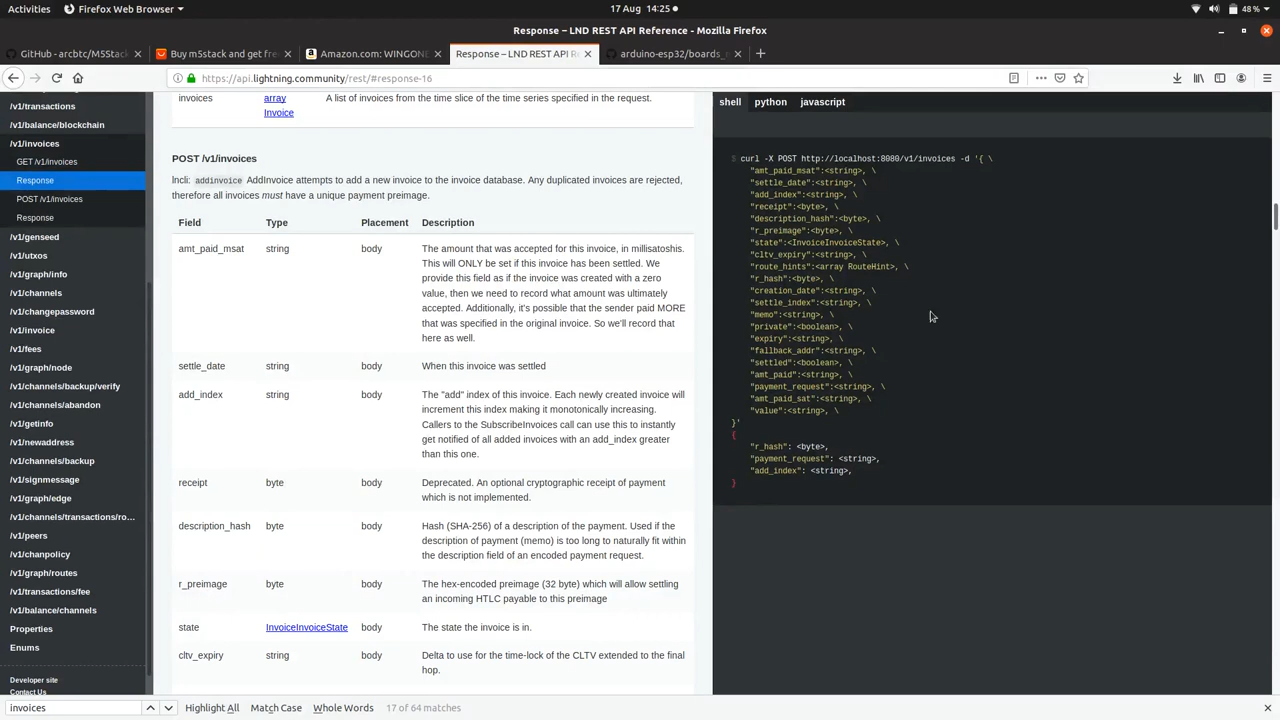 Activities
Firefox Web Browser
17 Aug 14:25
48 %
Response – LND REST API Reference - Mozilla Firefox
GitHub - arcbtc/M5Stack
Buy m5stack and get free
Amazon.com: WINGONE
Response – LND REST API R
arduino-esp32/boards
https://api.lightning.community/rest/#response-16
/v1/transactions
/v1/balance/blockchain
/v1/invoices
GET /v1/invoices
Response
POST /v1/invoices
Response
/v1/genseed
/v1/utxos
/v1/graph/info
/v1/channels
/v1/changepassword
/v1/invoice
/v1/fees
/v1/graph/node
/v1/channels/backup/verify
/v1/channels/abandon
/v1/getinfo
/v1/newaddress
/v1/channels/backup
/v1/signmessage
/v1/graph/edge
/v1/channels/transactions/ro...
/v1/peers
/v1/chanpolicy
/v1/graph/routes
/v1/transactions/fee
/v1/balance/channels
Properties
Enums
Developer site
Contact Us
invoices array A list of invoices from the time slice of the time series specified in the request.
Invoice
POST /v1/invoices
lncli: addinvoice AddInvoice attempts to add a new invoice to the invoice database. Any duplicated invoices are rejected,
therefore all invoices must have a unique payment preimage.
Field Type Placement Description
amt_paid_msat string body The amount that was accepted for this invoice, in millisatoshis.
This will ONLY be set if this invoice has been settled. We
provide this field as if the invoice was created with a zero
value, then we need to record what amount was ultimately
accepted. Additionally, it's possible that the sender paid MORE
that was specified in the original invoice. So we'll record that
here as well.
settle_date string body When this invoice was settled
add_index string body The "add" index of this invoice. Each newly created invoice will
increment this index making it monotonically increasing.
Callers to the SubscribeInvoices call can use this to instantly
get notified of all added invoices with an add_index greater
than this one.
receipt byte body Deprecated. An optional cryptographic receipt of payment
which is not implemented.
description_hash byte body Hash (SHA-256) of a description of the payment. Used if the
description of payment (memo) is too long to naturally fit within
the description field of an encoded payment request.
r_preimage byte body The hex-encoded preimage (32 byte) which will allow settling
an incoming HTLC payable to this preimage
state InvoiceInvoiceState body The state the invoice is in.
cltv_expiry string body Delta to use for the time-lock of the CLTV extended to the final
hop.
shell python javascript
$ curl -X POST http://localhost:8080/v1/invoices -d '{ \
"amt_paid_msat":<string>, \
"settle_date":<string>, \
"add_index":<string>, \
"receipt":<byte>, \
"description_hash":<byte>, \
"r_preimage":<byte>, \
"state":<InvoiceInvoiceState>, \
"cltv_expiry":<string>, \
"route_hints":<array RouteHint>, \
"r_hash":<byte>, \
"creation_date":<string>, \
"settle_index":<string>, \
"memo":<string>, \
"private":<boolean>, \
"expiry":<string>, \
"fallback_addr":<string>, \
"settled":<boolean>, \
"amt_paid":<string>, \
"payment_request":<string>, \
"amt_paid_sat":<string>, \
"value":<string>, \
}'
{
"r_hash": <byte>,
"payment_request": <string>,
"add_index": <string>,
}
invoices
Highlight All
Match Case
Whole Words
17 of 64 matches